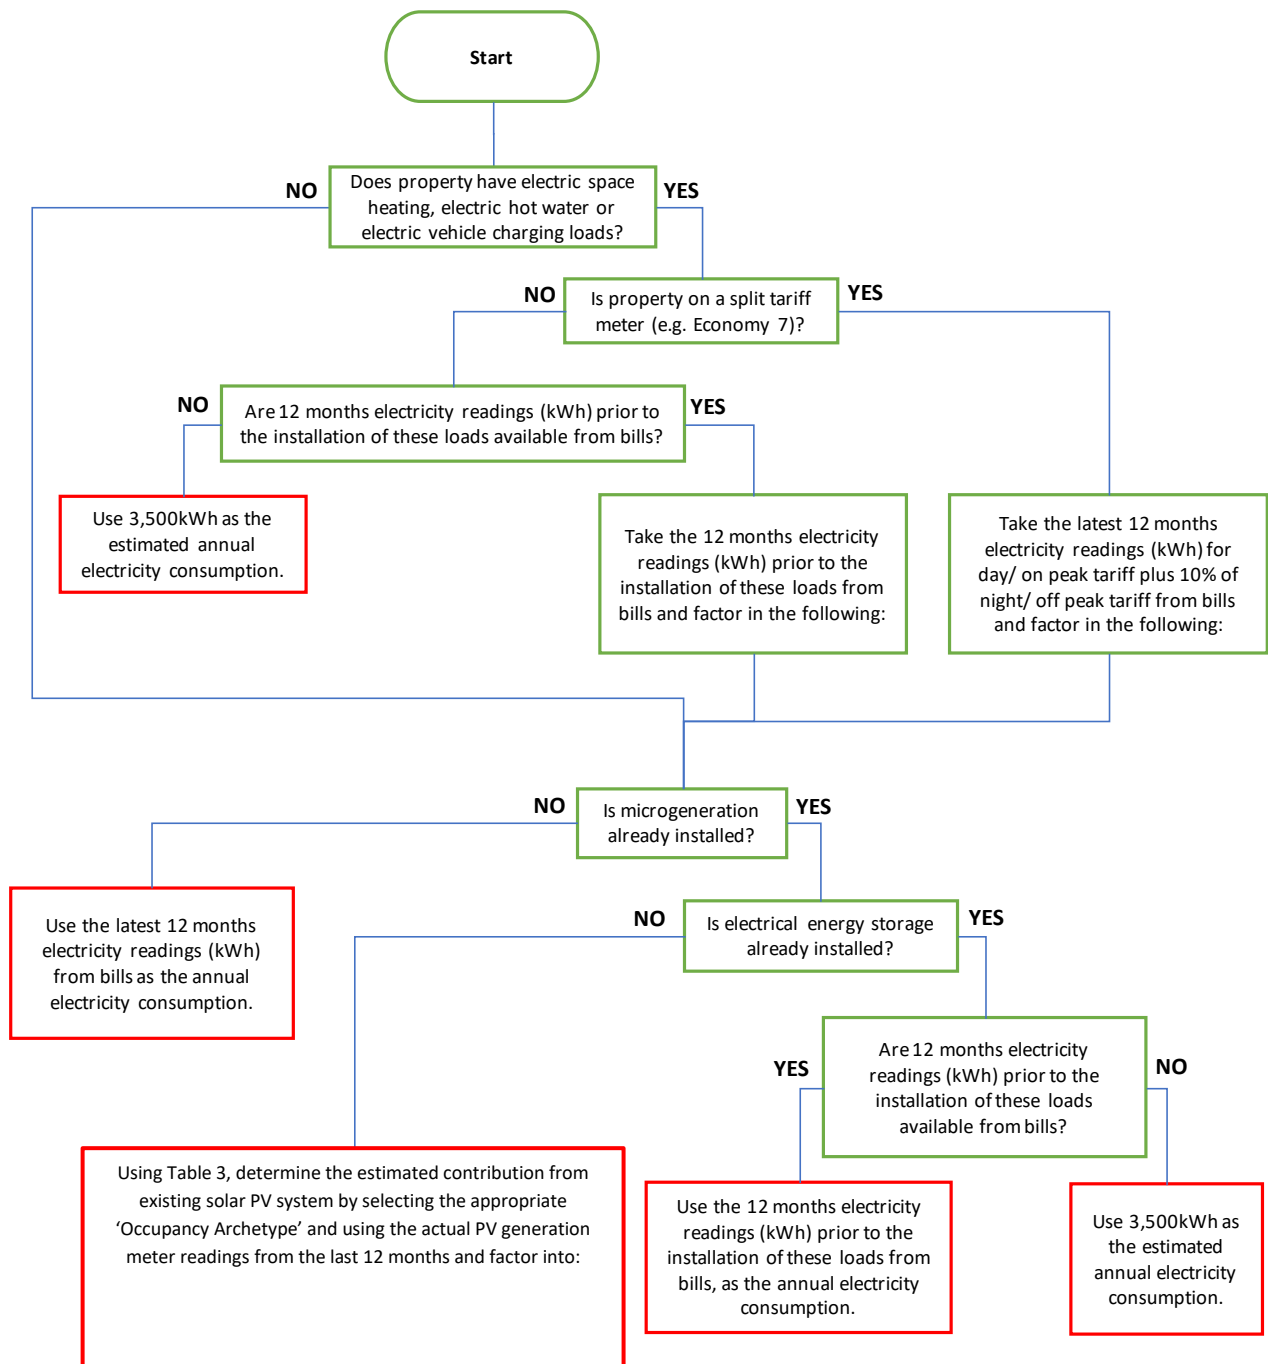 Start
NO
Does property have electric space
heating, electric hot water or
electric vehicle charging loads?
YES
NO
Is property on a split tariff
meter (e.g. Economy 7)?
YES
NO
Are 12 months electricity readings (kWh) prior to
the installation of these loads available from bills?
YES
Use 3,500kWh as the
estimated annual
electricity consumption.
Take the 12 months electricity
readings (kWh) prior to the
installation of these loads from
bills and factor in the following:
Take the latest 12 months
electricity readings (kWh) for
day/ on peak tariff plus 10% of
night/ off peak tariff from bills
and factor in the following:
NO
Is microgeneration
already installed?
YES
Use the latest 12 months
electricity readings (kWh)
from bills as the annual
electricity consumption.
NO
Is electrical energy storage
already installed?
YES
YES
Are 12 months electricity
readings (kWh) prior to the
installation of these loads
available from bills?
NO
Using Table 3, determine the estimated contribution from
existing solar PV system by selecting the appropriate
‘Occupancy Archetype’ and using the actual PV generation
meter readings from the last 12 months and factor into:
Use the 12 months electricity
readings (kWh) prior to the
installation of these loads from
bills, as the annual electricity
consumption.
Use 3,500kWh as
the estimated
annual electricity
consumption.